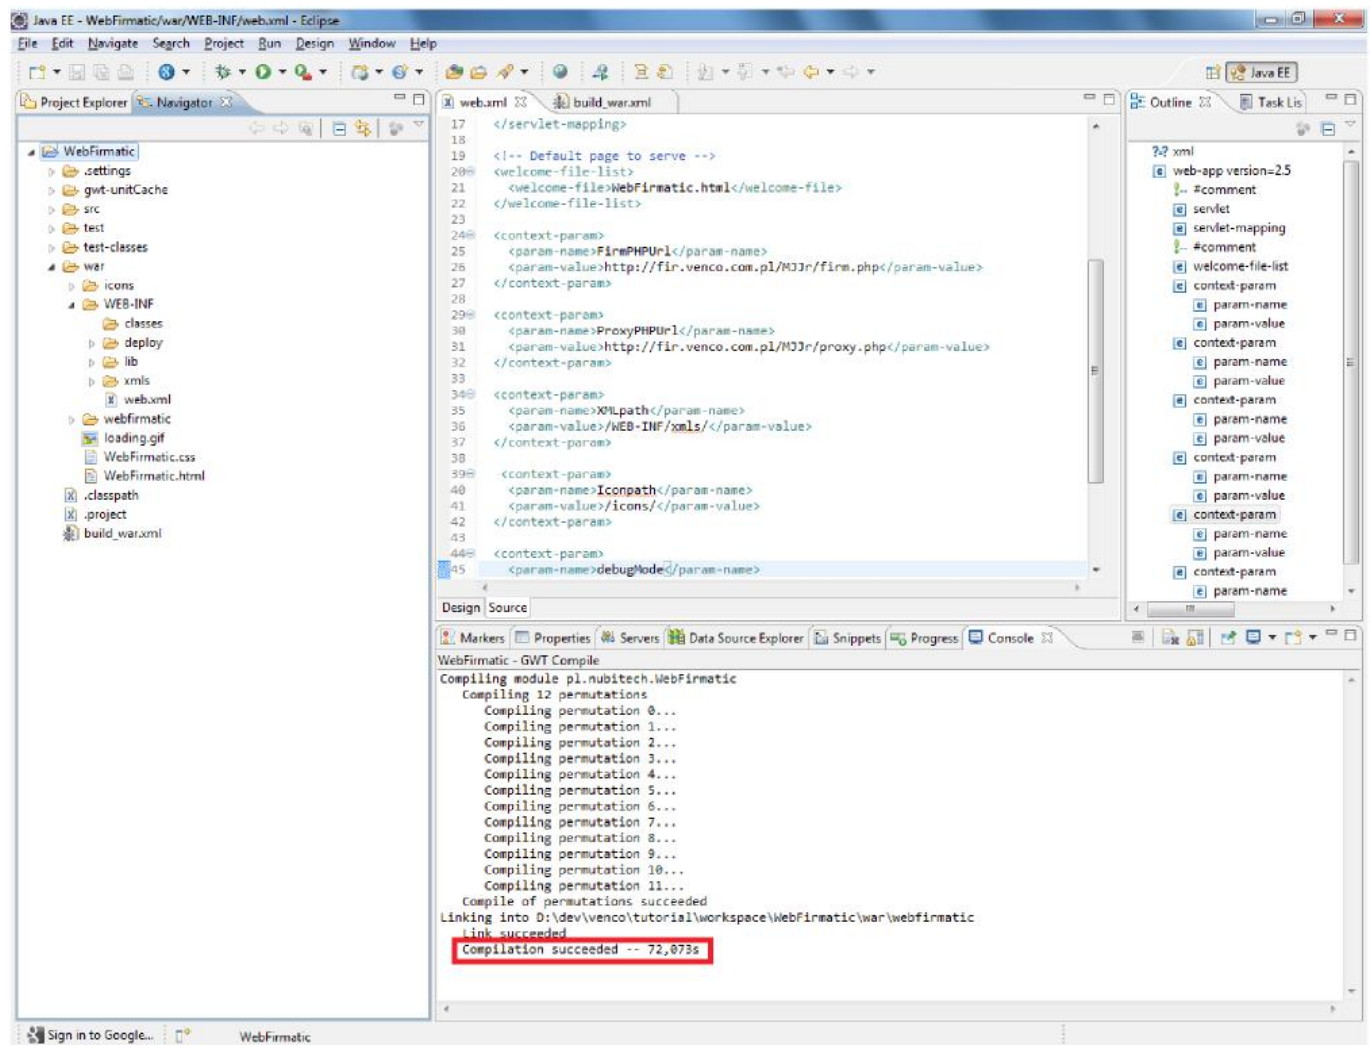 Java EE - WebFirmatic/war/WEB-INF/web.xml - Eclipse
File Edit Navigate Search Project Run Design Window Help
Java EE
Project Explorer
Navigator
WebFirmatic
.settings
gwt-unitCache
src
test
test-classes
war
icons
WEB-INF
classes
deploy
lib
xmls
web.xml
webfirmatic
loading.gif
WebFirmatic.css
WebFirmatic.html
.classpath
.project
build_war.xml
web.xml
build_war.xml
17 </servlet-mapping>
18
19 <!-- Default page to serve -->
20 <welcome-file-list>
21 <welcome-file>WebFirmatic.html</welcome-file>
22 </welcome-file-list>
23
24 <context-param>
25 <param-name>FirmPHPUrl</param-name>
26 <param-value>http://fir.venco.com.pl/MJJr/firm.php</param-value>
27 </context-param>
28
29 <context-param>
30 <param-name>ProxyPHPUrl</param-name>
31 <param-value>http://fir.venco.com.pl/MJJr/proxy.php</param-value>
32 </context-param>
33
34 <context-param>
35 <param-name>XMLpath</param-name>
36 <param-value>/WEB-INF/xmls/</param-value>
37 </context-param>
38
39 <context-param>
40 <param-name>Iconpath</param-name>
41 <param-value>/icons/</param-value>
42 </context-param>
43
44 <context-param>
45 <param-name>debugMode</param-name>
Design Source
Outline
Task Lis
?=? xml
web-app version=2.5
#comment
servlet
servlet-mapping
#comment
welcome-file-list
context-param
param-name
param-value
context-param
param-name
param-value
context-param
param-name
param-value
context-param
param-name
param-value
context-param
param-name
param-value
context-param
param-name
Markers Properties Servers Data Source Explorer Snippets Progress Console
WebFirmatic - GWT Compile
Compiling module pl.nubitech.WebFirmatic
Compiling 12 permutations
Compiling permutation 0...
Compiling permutation 1...
Compiling permutation 2...
Compiling permutation 3...
Compiling permutation 4...
Compiling permutation 5...
Compiling permutation 6...
Compiling permutation 7...
Compiling permutation 8...
Compiling permutation 9...
Compiling permutation 10...
Compiling permutation 11...
Compile of permutations succeeded
Linking into D:\dev\venco\tutorial\workspace\WebFirmatic\war\webfirmatic
Link succeeded
Compilation succeeded -- 72,073s
Sign in to Google...
WebFirmatic